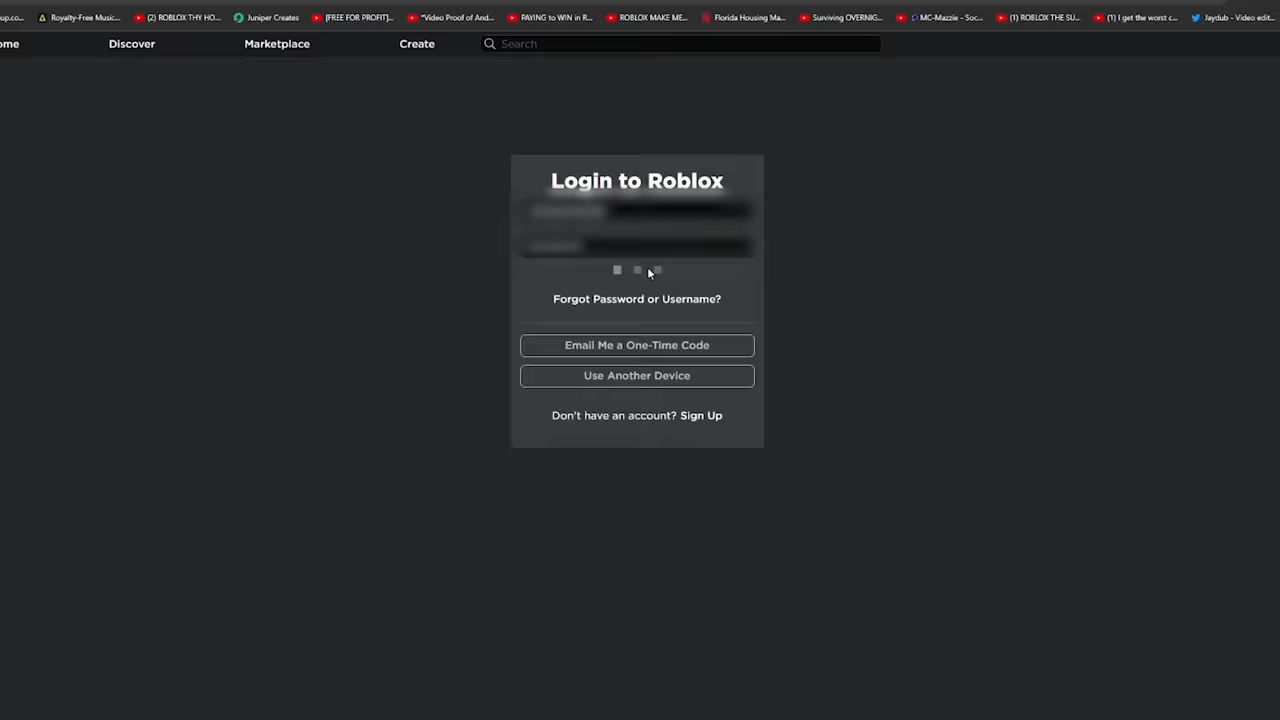 up.co... Royalty-Free Music... (2) ROBLOX THY HO... Juniper Creates [FREE FOR PROFIT]... "Video Proof of And... PAYING to WIN in R... ROBLOX MAKE ME... Florida Housing Ma... Surviving OVERNIG... MC-Mazzie - Soc... (1) ROBLOX THE SU... (1) I get the worst c... Jaydub - Video edit...
ome Discover Marketplace Create Search
Login to Roblox
Forgot Password or Username?
Email Me a One-Time Code
Use Another Device
Don't have an account? Sign Up